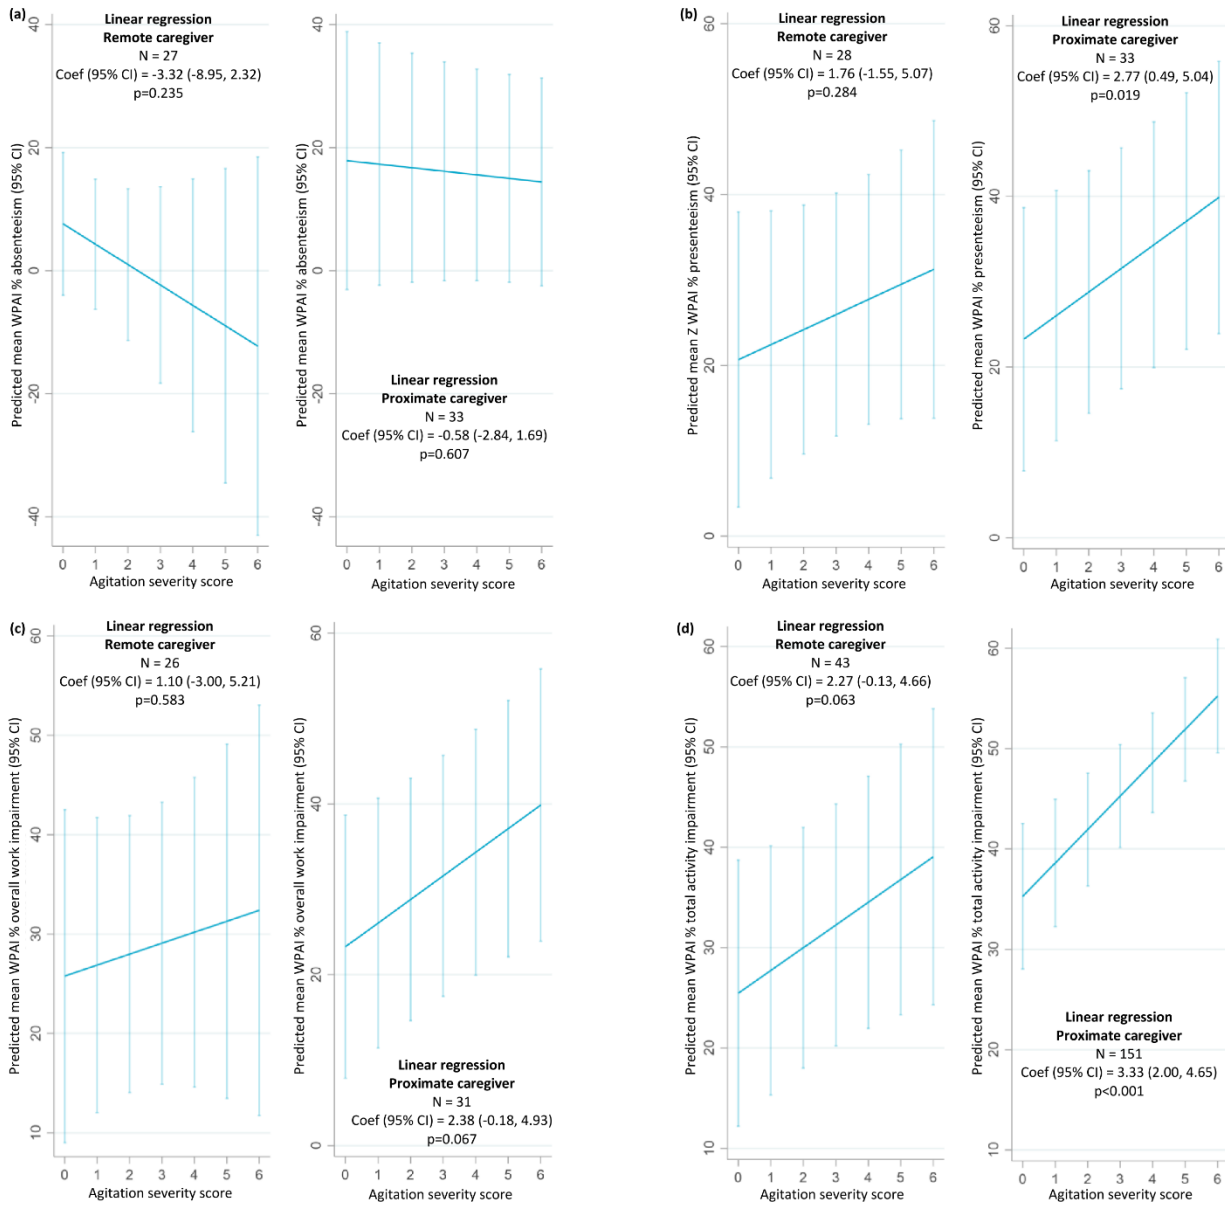 (a)
Linear regression
Remote caregiver
N = 27
Coef (95% CI) = -3.32 (-8.95, 2.32)
p=0.235
Predicted mean WPAI % absenteeism (95% CI)
40
20
0
-20
-40
0 1 2 3 4 5 6
Agitation severity score
Predicted mean WPAI % absenteeism (95% CI)
40
20
0
-20
-40
Linear regression
Proximate caregiver
N = 33
Coef (95% CI) = -0.58 (-2.84, 1.69)
p=0.607
0 1 2 3 4 5 6
Agitation severity score
(b)
Linear regression
Remote caregiver
N = 28
Coef (95% CI) = 1.76 (-1.55, 5.07)
p=0.284
Predicted mean Z WPAI % presenteeism (95% CI)
60
40
20
0
0 1 2 3 4 5 6
Agitation severity score
Linear regression
Proximate caregiver
N = 33
Coef (95% CI) = 2.77 (0.49, 5.04)
p=0.019
Predicted mean WPAI % presenteeism (95% CI)
60
40
20
0
0 1 2 3 4 5 6
Agitation severity score
(c)
Linear regression
Remote caregiver
N = 26
Coef (95% CI) = 1.10 (-3.00, 5.21)
p=0.583
Predicted mean WPAI % overall work impairment (95% CI)
60
50
40
30
20
10
0 1 2 3 4 5 6
Agitation severity score
Predicted mean WPAI % overall work impairment (95% CI)
60
40
20
0
Linear regression
Proximate caregiver
N = 31
Coef (95% CI) = 2.38 (-0.18, 4.93)
p=0.067
0 1 2 3 4 5 6
Agitation severity score
(d)
Linear regression
Remote caregiver
N = 43
Coef (95% CI) = 2.27 (-0.13, 4.66)
p=0.063
Predicted mean WPAI % total activity impairment (95% CI)
60
50
40
30
20
10
0 1 2 3 4 5 6
Agitation severity score
Predicted mean WPAI % total activity impairment (95% CI)
60
50
40
30
20
10
Linear regression
Proximate caregiver
N = 151
Coef (95% CI) = 3.33 (2.00, 4.65)
p<0.001
0 1 2 3 4 5 6
Agitation severity score